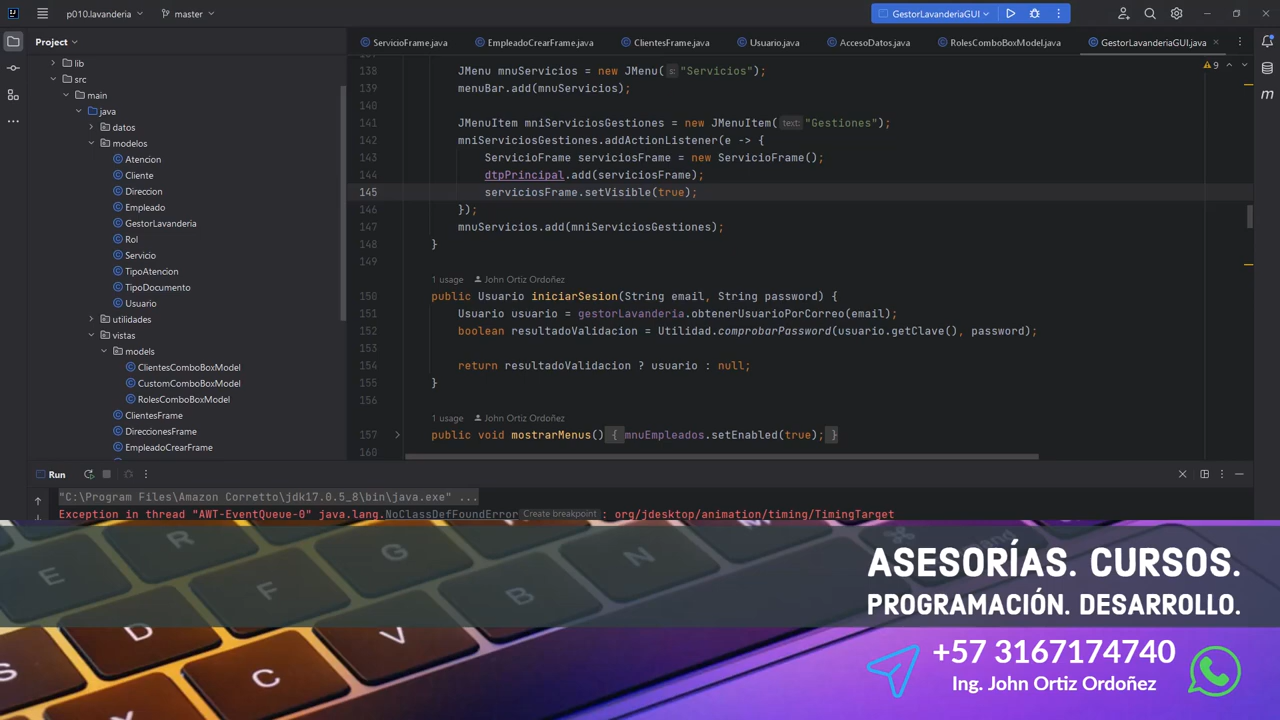 p010.lavanderia
master
GestorLavanderiaGUI
Project
ServicioFrame.java
EmpleadoCrearFrame.java
ClientesFrame.java
Usuario.java
AccesoDatos.java
RolesComboBoxModel.java
GestorLavanderiaGUI.java
lib
src
main
java
datos
modelos
Atencion
Cliente
Direccion
Empleado
GestorLavanderia
Rol
Servicio
TipoAtencion
TipoDocumento
Usuario
utilidades
vistas
models
ClientesComboBoxModel
CustomComboBoxModel
RolesComboBoxModel
ClientesFrame
DireccionesFrame
EmpleadoCrearFrame
9
138 JMenu mnuServicios = new JMenu( s: "Servicios");
139 menuBar.add(mnuServicios);
140
141 JMenuItem mniServiciosGestiones = new JMenuItem( text: "Gestiones");
142 mniServiciosGestiones.addActionListener(e -> {
143 ServicioFrame serviciosFrame = new ServicioFrame();
144 dtpPrincipal.add(serviciosFrame);
145 serviciosFrame.setVisible(true);
146 });
147 mnuServicios.add(mniServiciosGestiones);
148 }
149
1 usage John Ortiz Ordoñez
150 public Usuario iniciarSesion(String email, String password) {
151 Usuario usuario = gestorLavanderia.obtenerUsuarioPorCorreo(email);
152 boolean resultadoValidacion = Utilidad.comprobarPassword(usuario.getClave(), password);
153
154 return resultadoValidacion ? usuario : null;
155 }
156
1 usage John Ortiz Ordoñez
157 public void mostrarMenus() { mnuEmpleados.setEnabled(true); }
160
Run
"C:\Program Files\Amazon Corretto\jdk17.0.5_8\bin\java.exe" ...
Exception in thread "AWT-EventQueue-0" java.lang.NoClassDefFoundError Create breakpoint : org/jdesktop/animation/timing/TimingTarget
ASESORÍAS. CURSOS.
PROGRAMACIÓN. DESARROLLO.
+57 3167174740
Ing. John Ortiz Ordoñez